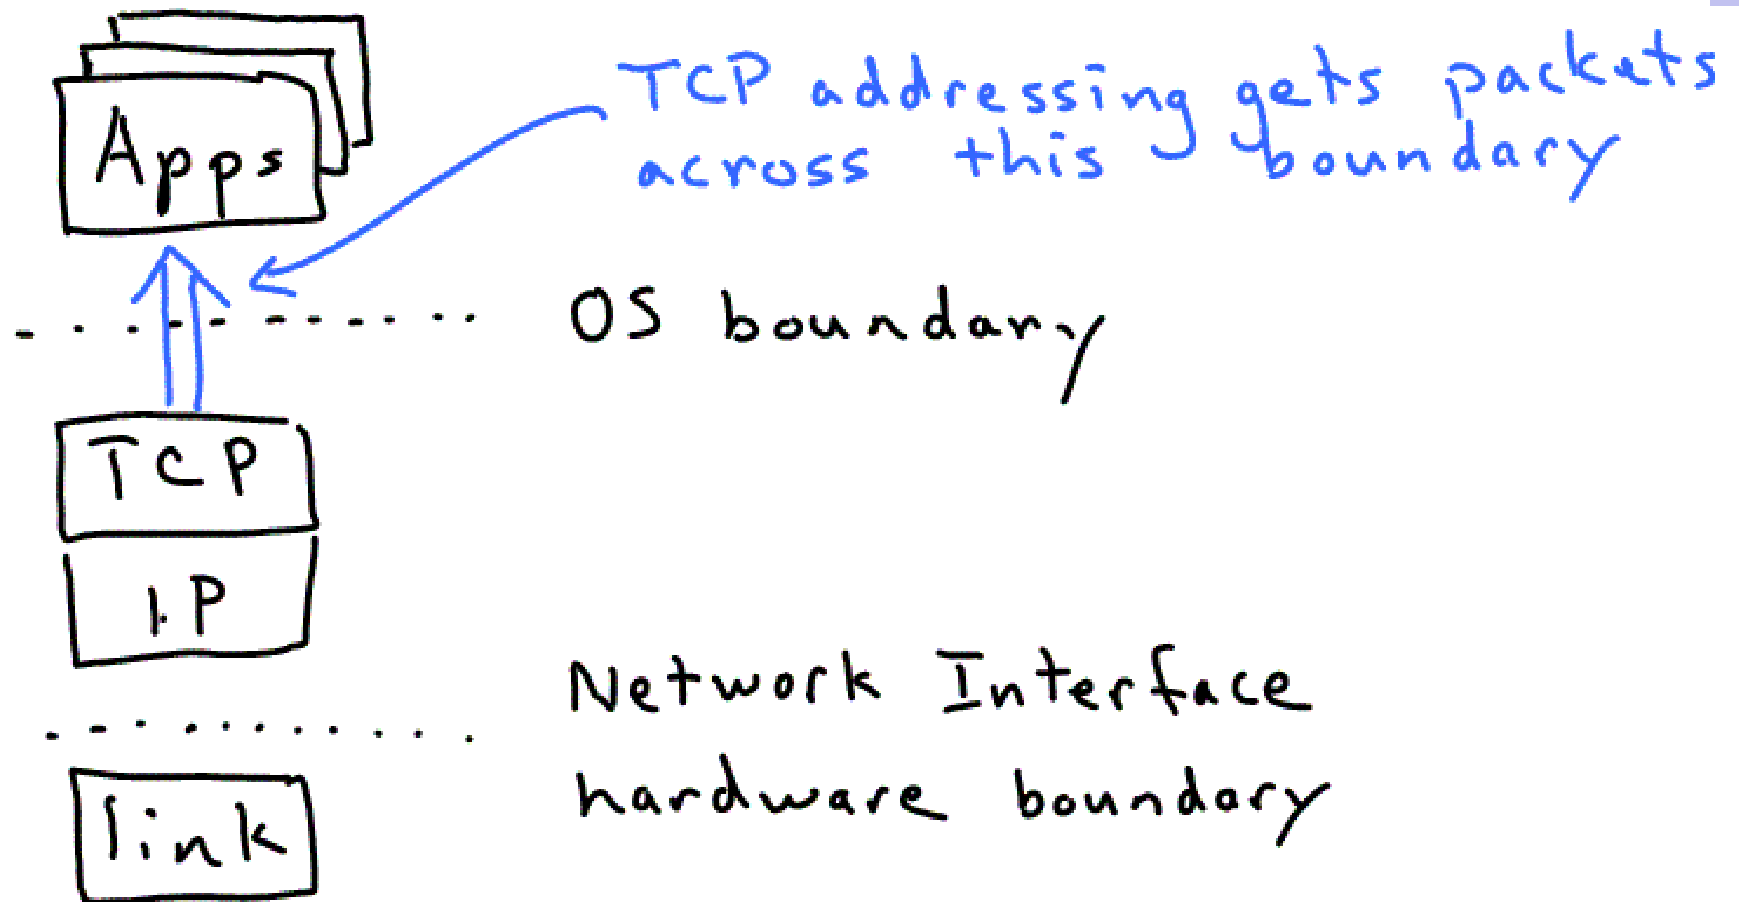 Apps
TCP addressing gets packets
across this boundary
OS boundary
TCP
IP
Network Interface
hardware boundary
link